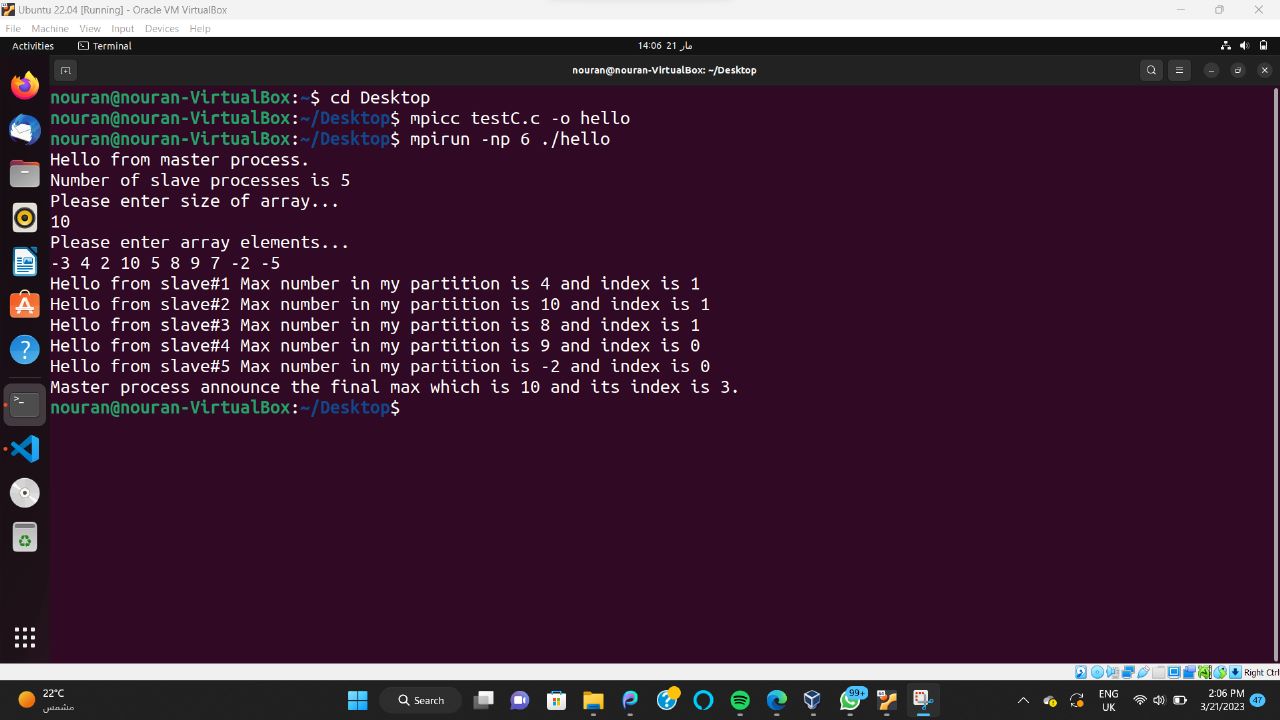 Ubuntu 22.04 [Running] - Oracle VM VirtualBox
File Machine View Input Devices Help
Activities Terminal 14:06 21 مار
nouran@nouran-VirtualBox: ~/Desktop
nouran@nouran-VirtualBox:~$ cd Desktop
nouran@nouran-VirtualBox:~/Desktop$ mpicc testC.c -o hello
nouran@nouran-VirtualBox:~/Desktop$ mpirun -np 6 ./hello
Hello from master process.
Number of slave processes is 5
Please enter size of array...
10
Please enter array elements...
-3 4 2 10 5 8 9 7 -2 -5
Hello from slave#1 Max number in my partition is 4 and index is 1
Hello from slave#2 Max number in my partition is 10 and index is 1
Hello from slave#3 Max number in my partition is 8 and index is 1
Hello from slave#4 Max number in my partition is 9 and index is 0
Hello from slave#5 Max number in my partition is -2 and index is 0
Master process announce the final max which is 10 and its index is 3.
nouran@nouran-VirtualBox:~/Desktop$
Right Ctrl
22°C
مشمس
Search
99+
ENG
UK
2:06 PM
3/21/2023
47